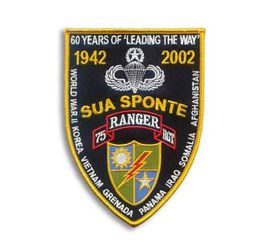 60 YEARS OF 'LEADING THE WAY'
1942 2002
SUA SPONTE
75 RANGER RGT
WORLD WAR II KOREA VIETNAM GRENADA PANAMA IRAQ SOMALIA AFGHANISTAN